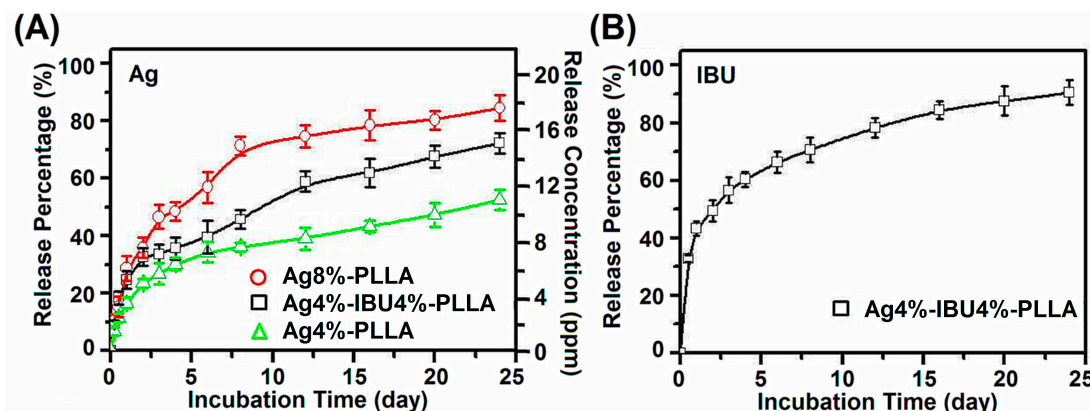 (A)
Ag
Release Percentage (%)
100
80
60
40
20
0
0
5
10
15
20
25
Incubation Time (day)
20
16
12
8
4
0
Release Concentration (ppm)
Ag8%-PLLA
Ag4%-IBU4%-PLLA
Ag4%-PLLA
(B)
IBU
Release Percentage (%)
100
80
60
40
20
0
0
5
10
15
20
25
Incubation Time (day)
Ag4%-IBU4%-PLLA